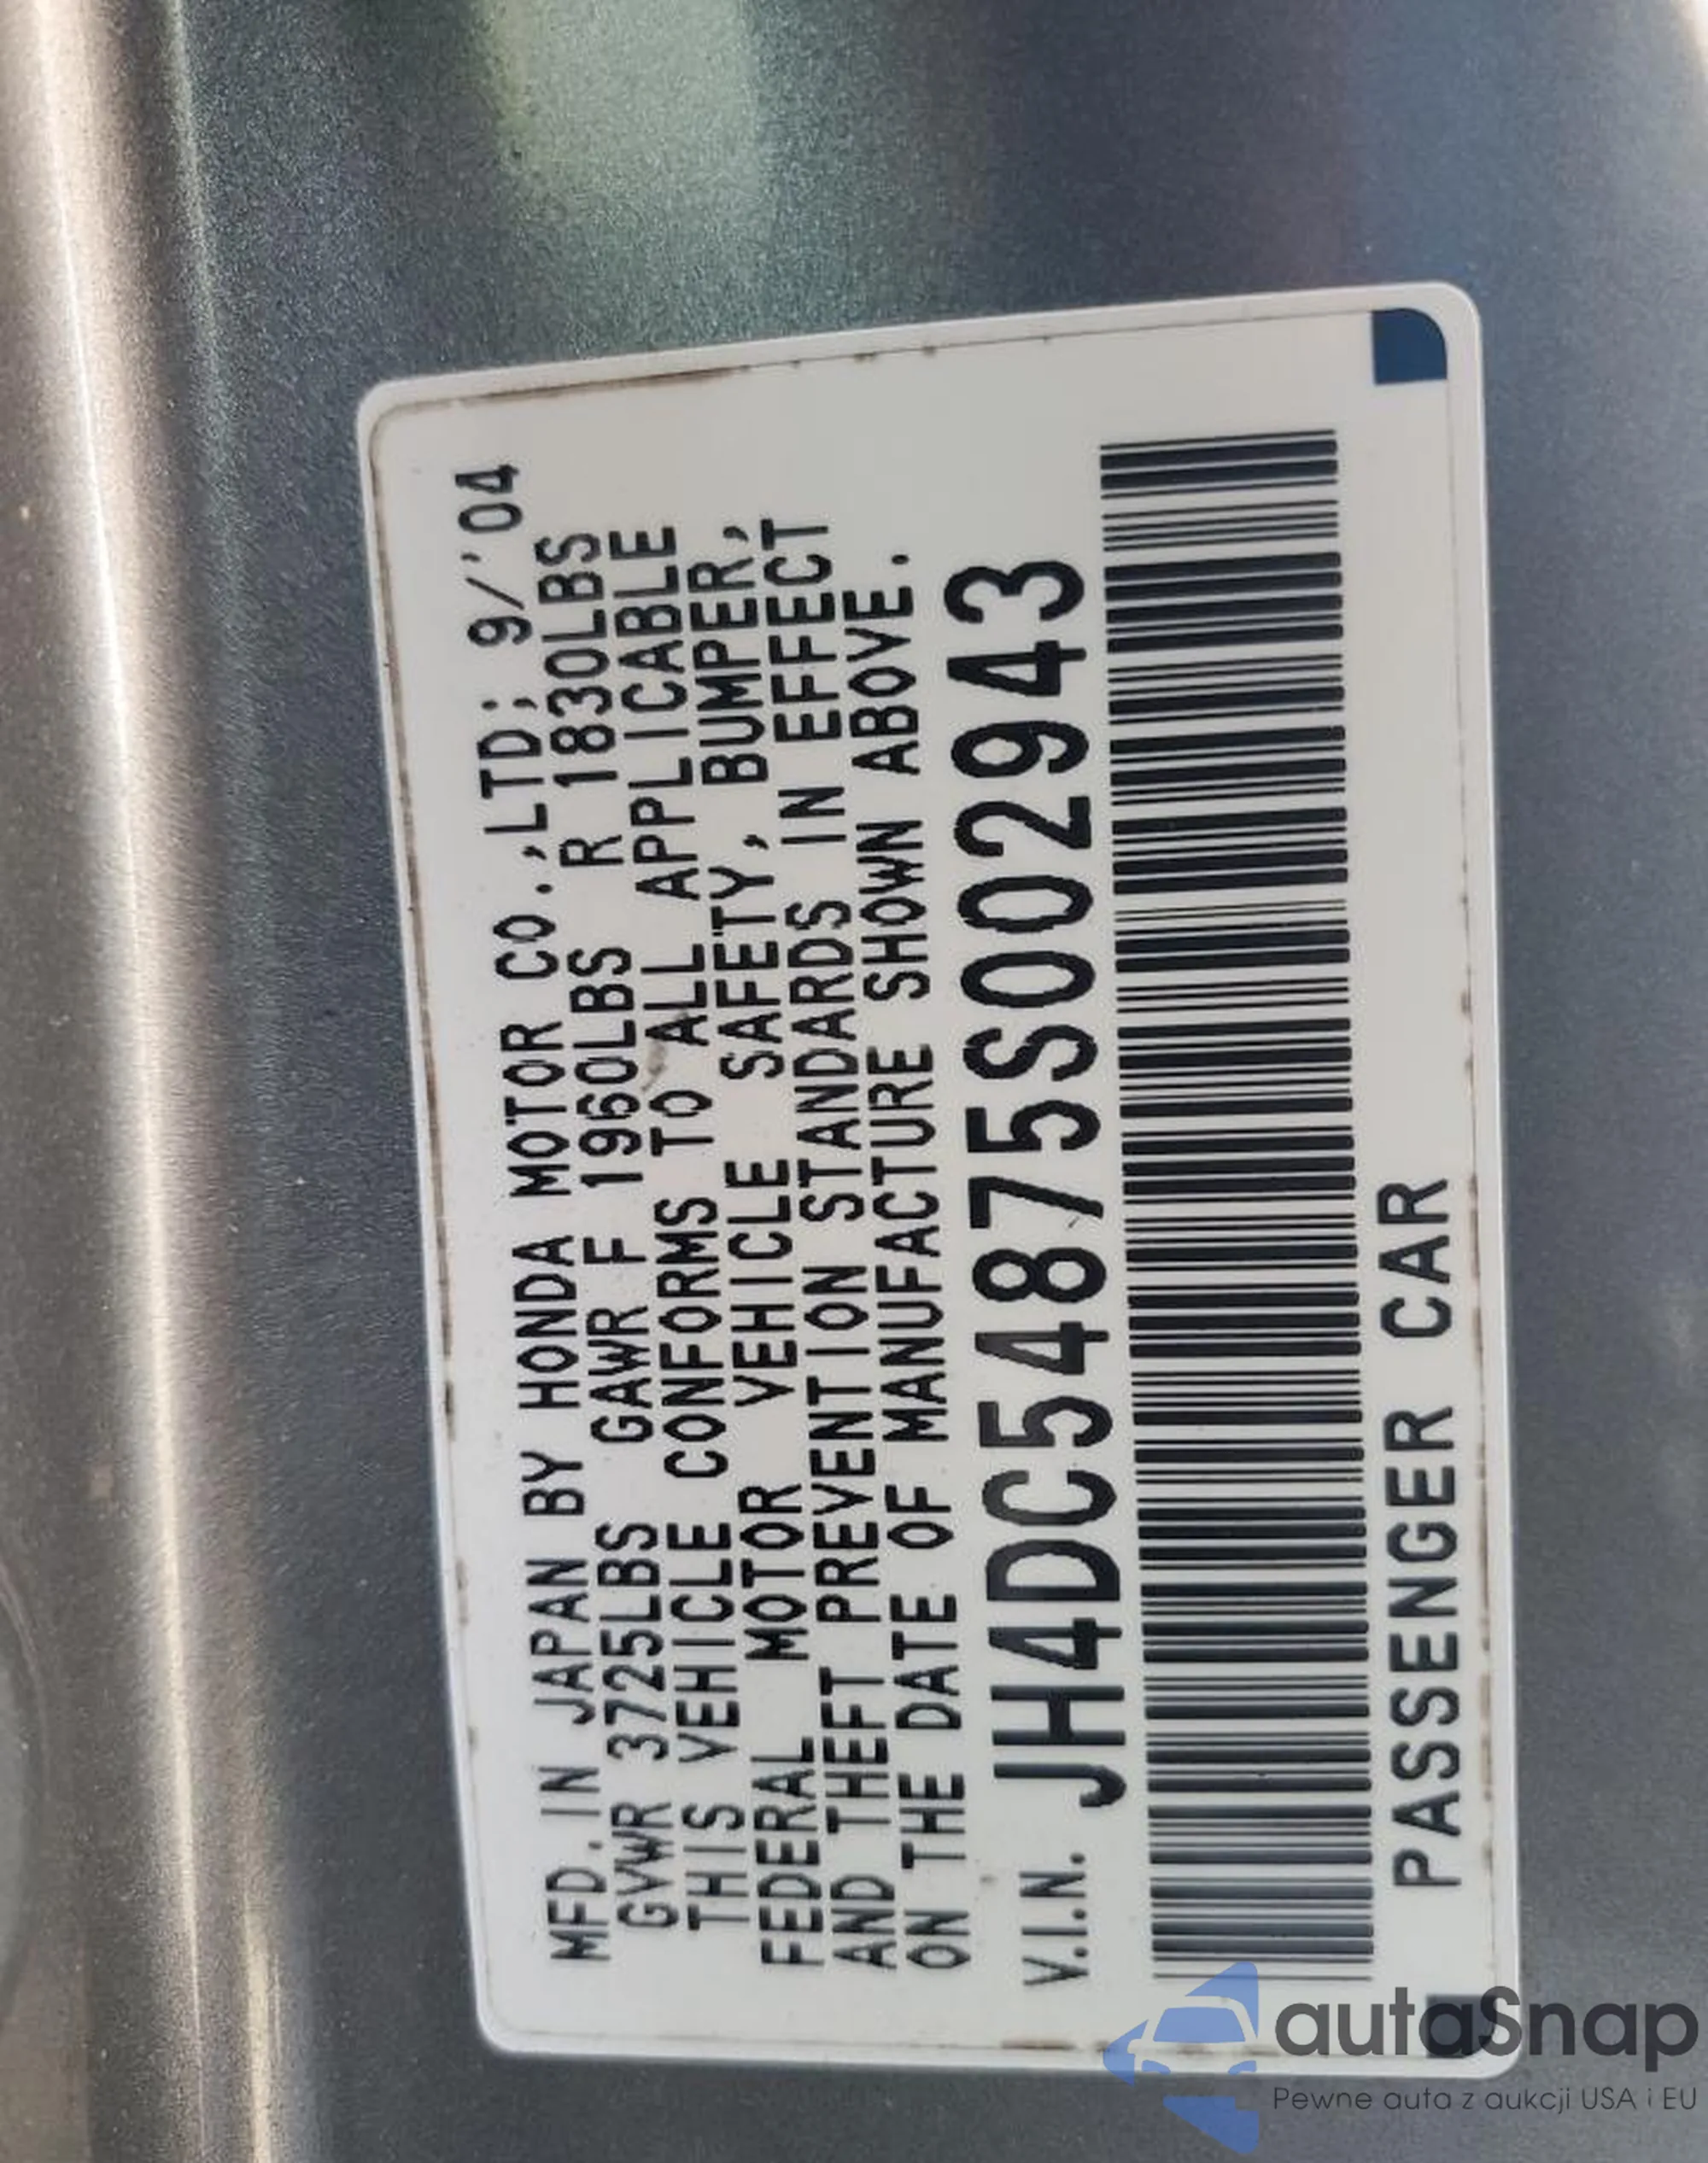 MFD. IN JAPAN BY HONDA MOTOR CO.,LTD; 9/'04
GVWR 3725LBS GAWR F 1960LBS R 1830LBS
THIS VEHICLE CONFORMS TO ALL APPLICABLE
FEDERAL MOTOR VEHICLE SAFETY, BUMPER,
AND THEFT PREVENTION STANDARDS IN EFFECT
ON THE DATE OF MANUFACTURE SHOWN ABOVE.
V.I.N. JH4DC54875S002943
PASSENGER CAR
autaSnap
Pewne auta z aukcji USA i EU